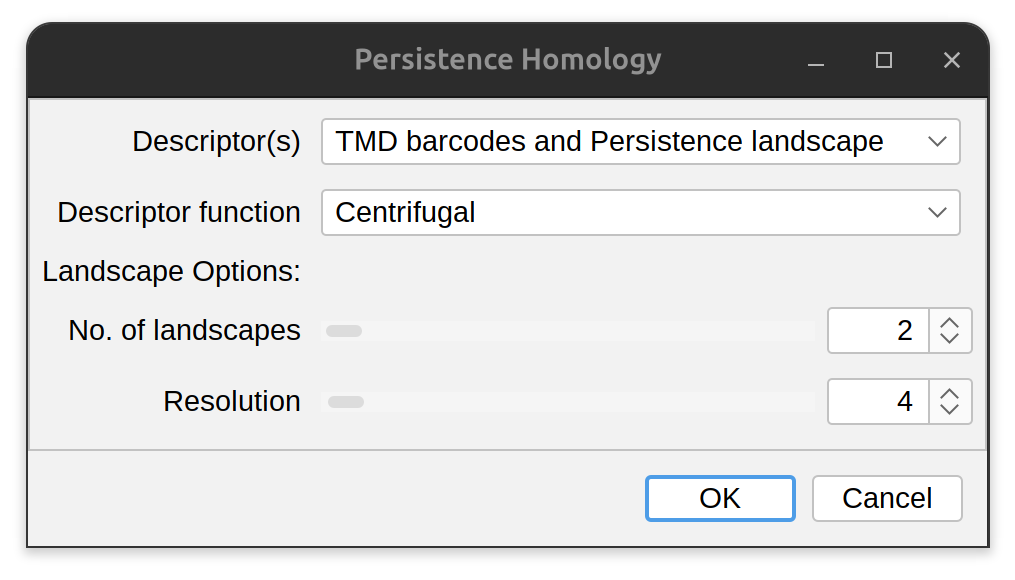 Persistence Homology
Descriptor(s) TMD barcodes and Persistence landscape
Descriptor function Centrifugal
Landscape Options:
No. of landscapes 2
Resolution 4
OK Cancel